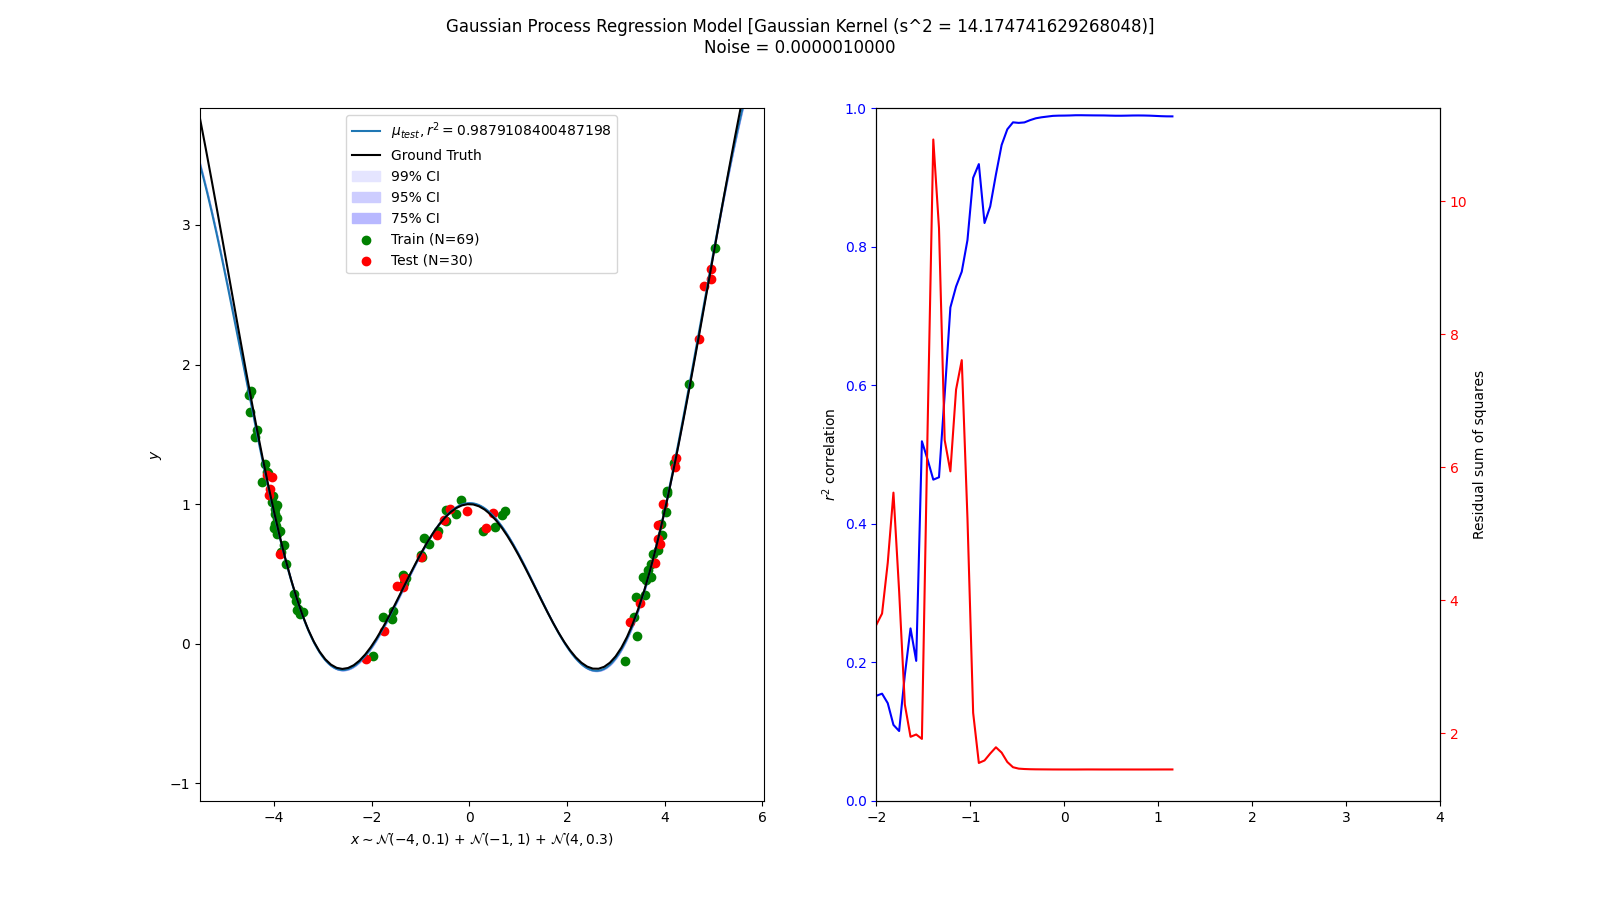 Gaussian Process Regression Model [Gaussian Kernel (s^2 = 14.174741629268048)]
Noise = 0.0000010000
μtest, r² = 0.9879108400487198
Ground Truth
99% CI
95% CI
75% CI
Train (N=69)
Test (N=30)
3
2
1
0
−1
y
−4
−2
0
2
4
6
x ∼ 𝒩(−4, 0.1) + 𝒩(−1, 1) + 𝒩(4, 0.3)
1.0
0.8
0.6
0.4
0.2
0.0
r² correlation
−2
−1
0
1
2
3
4
10
8
6
4
2
Residual sum of squares